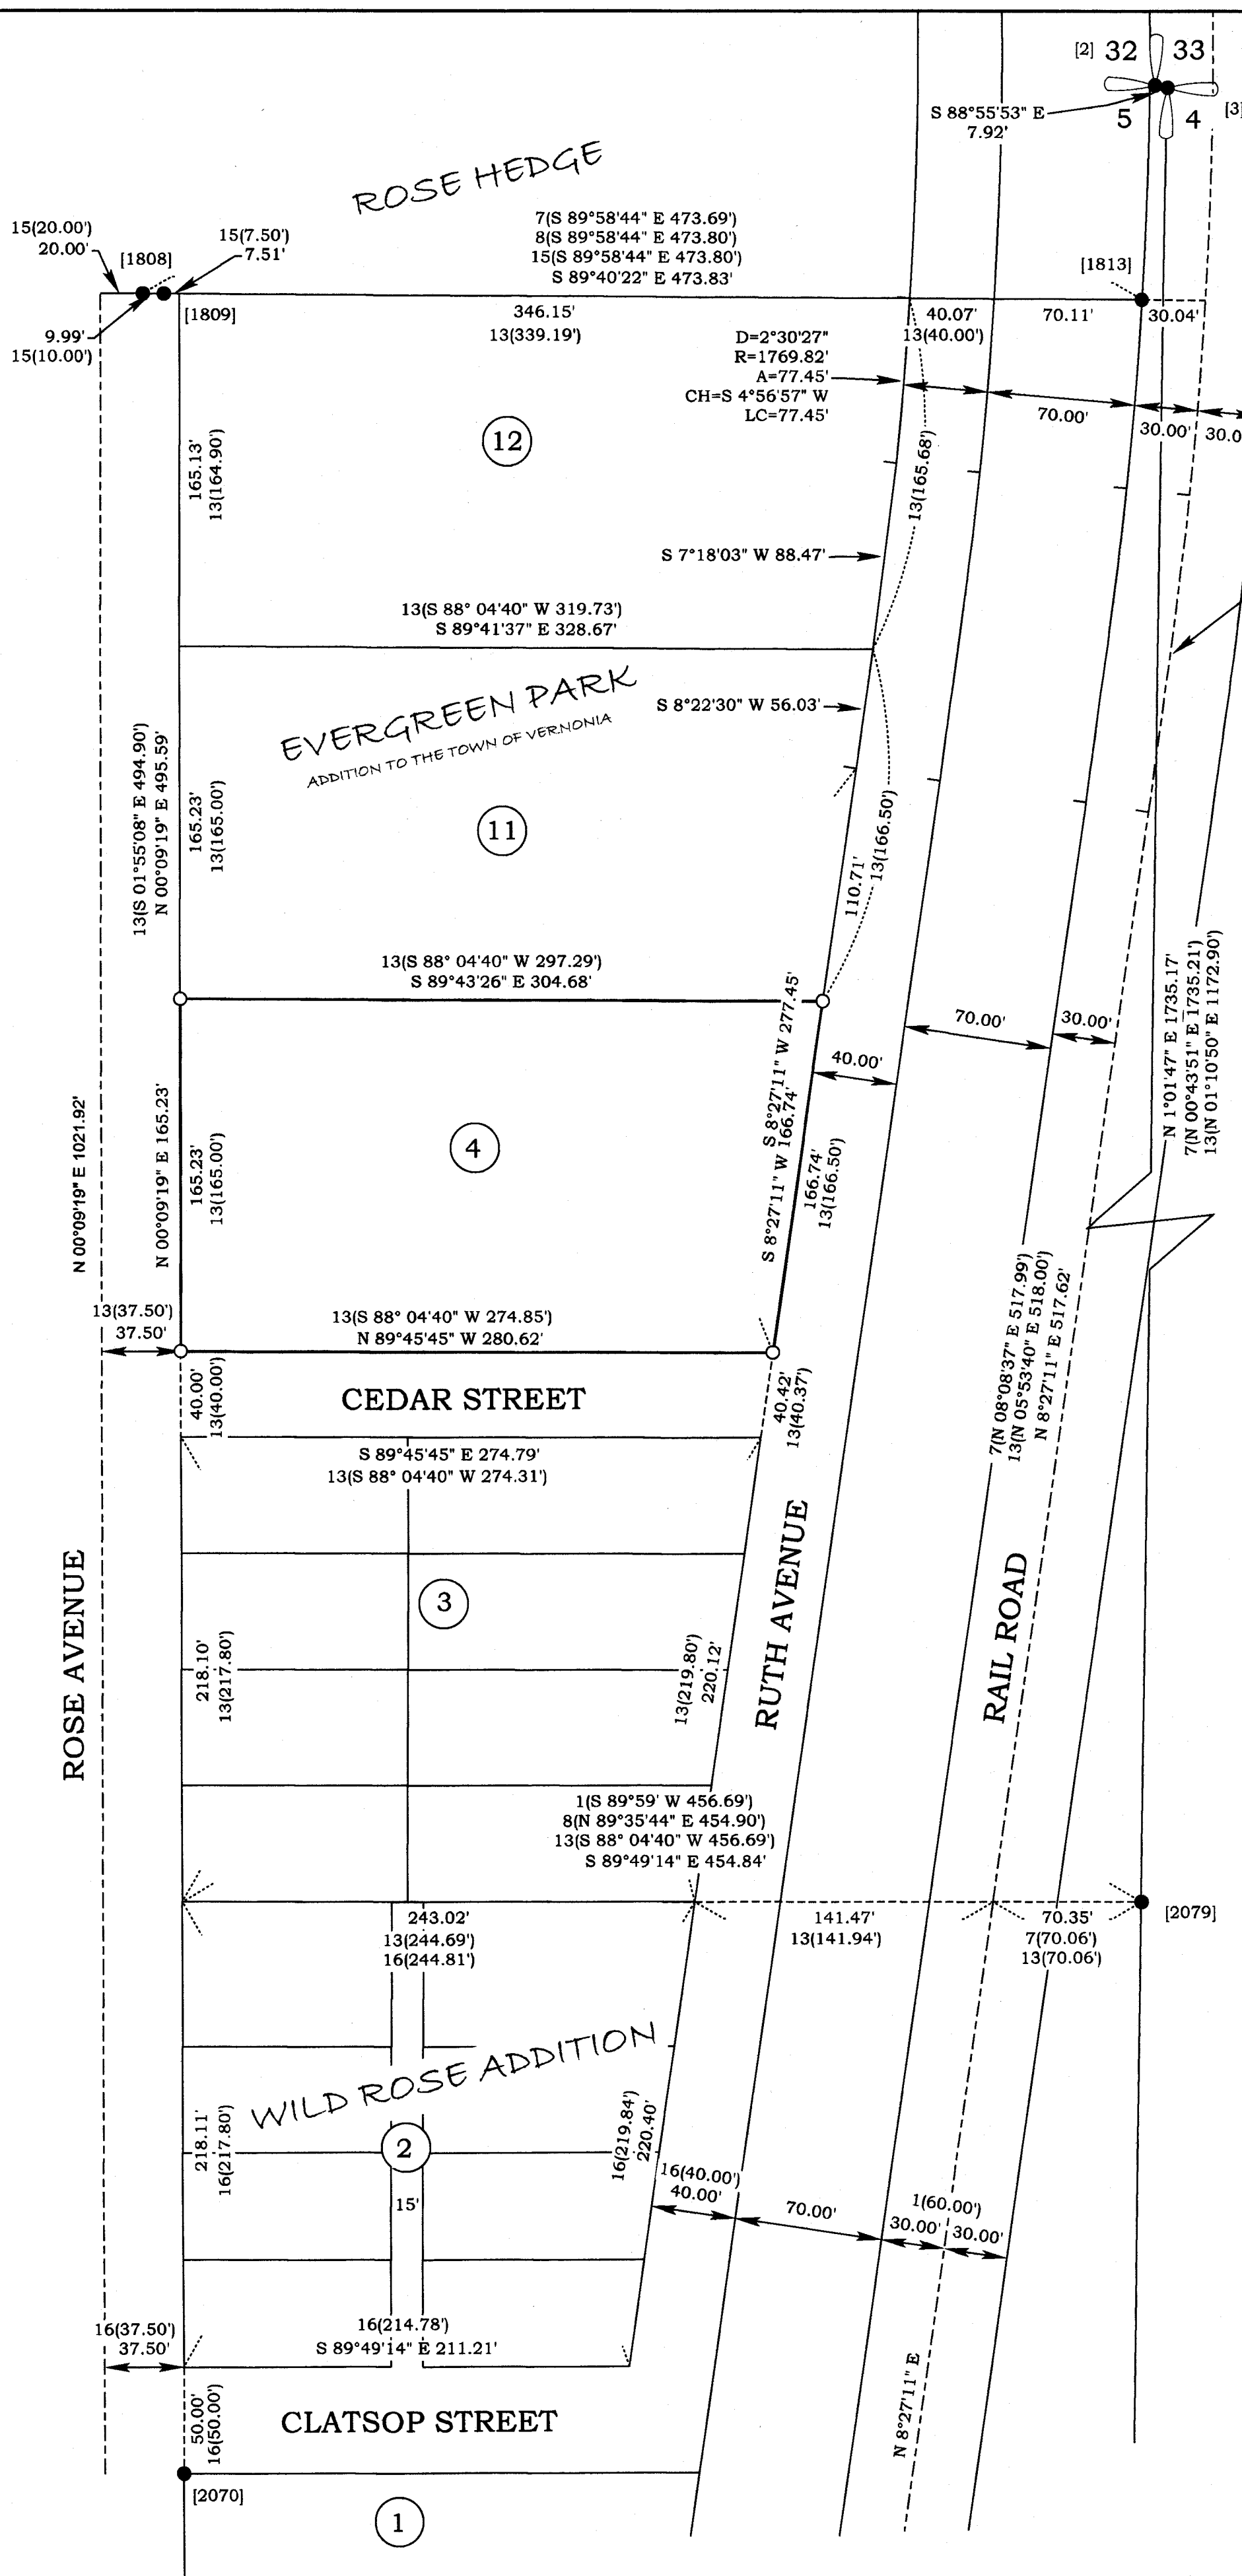 [2] 32 33
S 88°55'53" E
7.92'
5 4 [3]
ROSE HEDGE
15(20.00')
20.00'
[1808]
15(7.50')
7.51'
7(S 89°58'44" E 473.69')
8(S 89°58'44" E 473.80')
15(S 89°58'44" E 473.80')
S 89°40'22" E 473.83'
[1813]
9.99'
15(10.00')
[1809]
346.15'
13(339.19')
40.07'
13(40.00')
70.11'
30.04'
D=2°30'27"
R=1769.82'
A=77.45'
CH=S 4°56'57" W
LC=77.45'
70.00'
30.00'
30.0
12
165.13'
13(164.90')
13(165.68')
S 7°18'03" W 88.47'
13(S 88° 04'40" W 319.73')
S 89°41'37" E 328.67'
EVERGREEN PARK
ADDITION TO THE TOWN OF VERNONIA
S 8°22'30" W 56.03'
13(S 01°55'08" E 494.90')
N 00°09'19" E 495.59'
165.23'
13(165.00')
11
110.71'
13(166.50')
13(S 88° 04'40" W 297.29')
S 89°43'26" E 304.68'
S 8°27'11" W 277.45'
70.00'
30.00'
40.00'
N 1°01'47" E 1735.17'
7(N 00°43'51" E 1735.21')
13(N 01°10'50" E 1172.90')
N 00°09'19" E 1021.92'
N 00°09'19" E 165.23'
165.23'
13(165.00')
4
S 8°27'11" W 166.74'
166.74'
13(166.50')
13(37.50')
37.50'
13(S 88° 04'40" W 274.85')
N 89°45'45" W 280.62'
7(N 08°08'37" E 517.99')
13(N 05°53'40" E 518.00')
N 8°27'11" E 517.62'
40.00'
13(40.00')
CEDAR STREET
40.42'
13(40.37')
S 89°45'45" E 274.79'
13(S 88° 04'40" W 274.31')
ROSE AVENUE
3
RUTH AVENUE
RAIL ROAD
218.10'
13(217.80')
13(219.80')
220.12'
1(S 89°59' W 456.69')
8(N 89°35'44" E 454.90')
13(S 88° 04'40" W 456.69')
S 89°49'14" E 454.84'
243.02'
13(244.69')
16(244.81')
141.47'
13(141.94')
70.35'
7(70.06')
13(70.06')
[2079]
WILD ROSE ADDITION
218.11'
16(217.80')
2
15'
16(219.84')
220.40'
16(40.00')
40.00'
70.00'
1(60.00')
30.00'
30.00'
16(37.50')
37.50'
16(214.78')
S 89°49'14" E 211.21'
50.00'
16(50.00')
CLATSOP STREET
N 8°27'11" E
[2070]
1